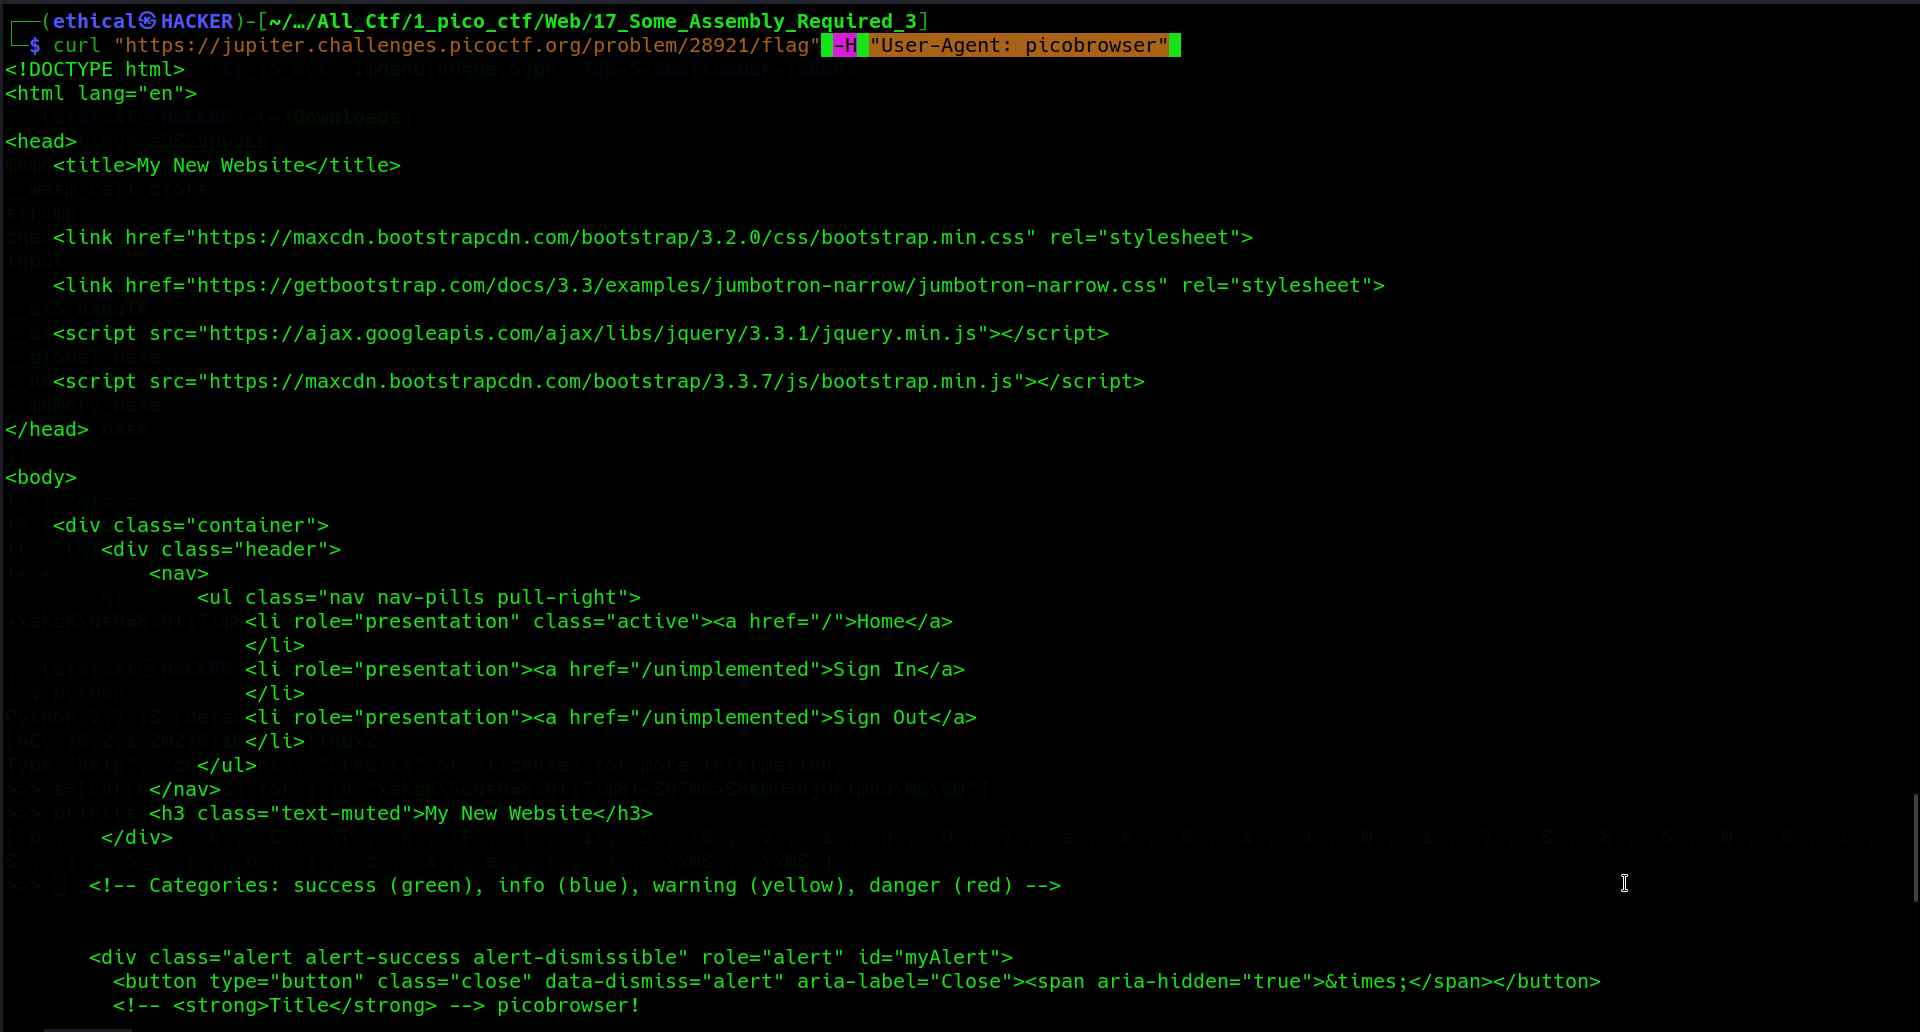 ┌──(ethical㉿HACKER)-[~/…/All_Ctf/1_pico_ctf/Web/17_Some_Assembly_Required_3]
└─$ curl "https://jupiter.challenges.picoctf.org/problem/28921/flag" -H "User-Agent: picobrowser"
<!DOCTYPE html>
<html lang="en">
<head>
<title>My New Website</title>
<link href="https://maxcdn.bootstrapcdn.com/bootstrap/3.2.0/css/bootstrap.min.css" rel="stylesheet">
<link href="https://getbootstrap.com/docs/3.3/examples/jumbotron-narrow/jumbotron-narrow.css" rel="stylesheet">
<script src="https://ajax.googleapis.com/ajax/libs/jquery/3.3.1/jquery.min.js"></script>
<script src="https://maxcdn.bootstrapcdn.com/bootstrap/3.3.7/js/bootstrap.min.js"></script>
</head>
<body>
<div class="container">
<div class="header">
<nav>
<ul class="nav nav-pills pull-right">
<li role="presentation" class="active"><a href="/">Home</a>
</li>
<li role="presentation"><a href="/unimplemented">Sign In</a>
</li>
<li role="presentation"><a href="/unimplemented">Sign Out</a>
</li>
</ul>
</nav>
<h3 class="text-muted">My New Website</h3>
</div>
<!-- Categories: success (green), info (blue), warning (yellow), danger (red) -->
<div class="alert alert-success alert-dismissible" role="alert" id="myAlert">
<button type="button" class="close" data-dismiss="alert" aria-label="Close"><span aria-hidden="true">&times;</span></button>
<!-- <strong>Title</strong> --> picobrowser!